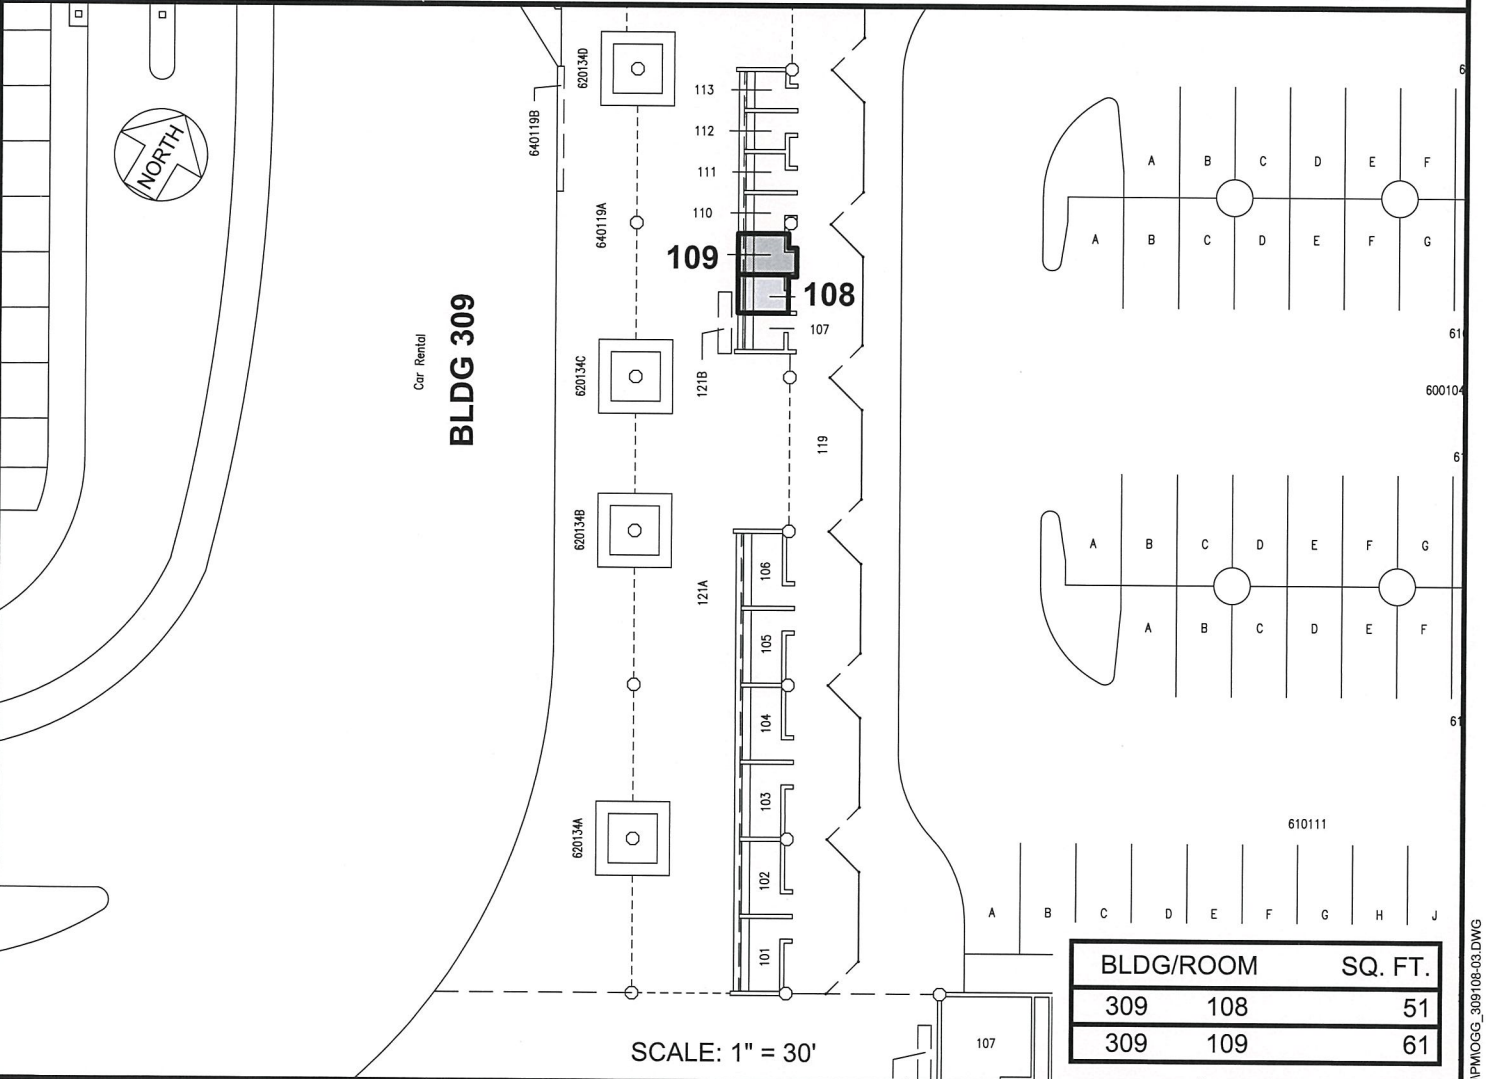 620134D
640119B
NORTH
113
112
111
110
109
108
107
640119A
Car Rental
BLDG 309
620134C
121B
119
620134B
121A
106
105
104
103
102
101
620134A
A B C D E F
A B C D E F G
600104
A B C D E F G
A B C D E F
610111
A B C D E F G H J
107
SCALE: 1" = 30'
BLDG/ROOM SQ. FT.
309 108 51
309 109 61
\PM\OGG_309108-03.DWG